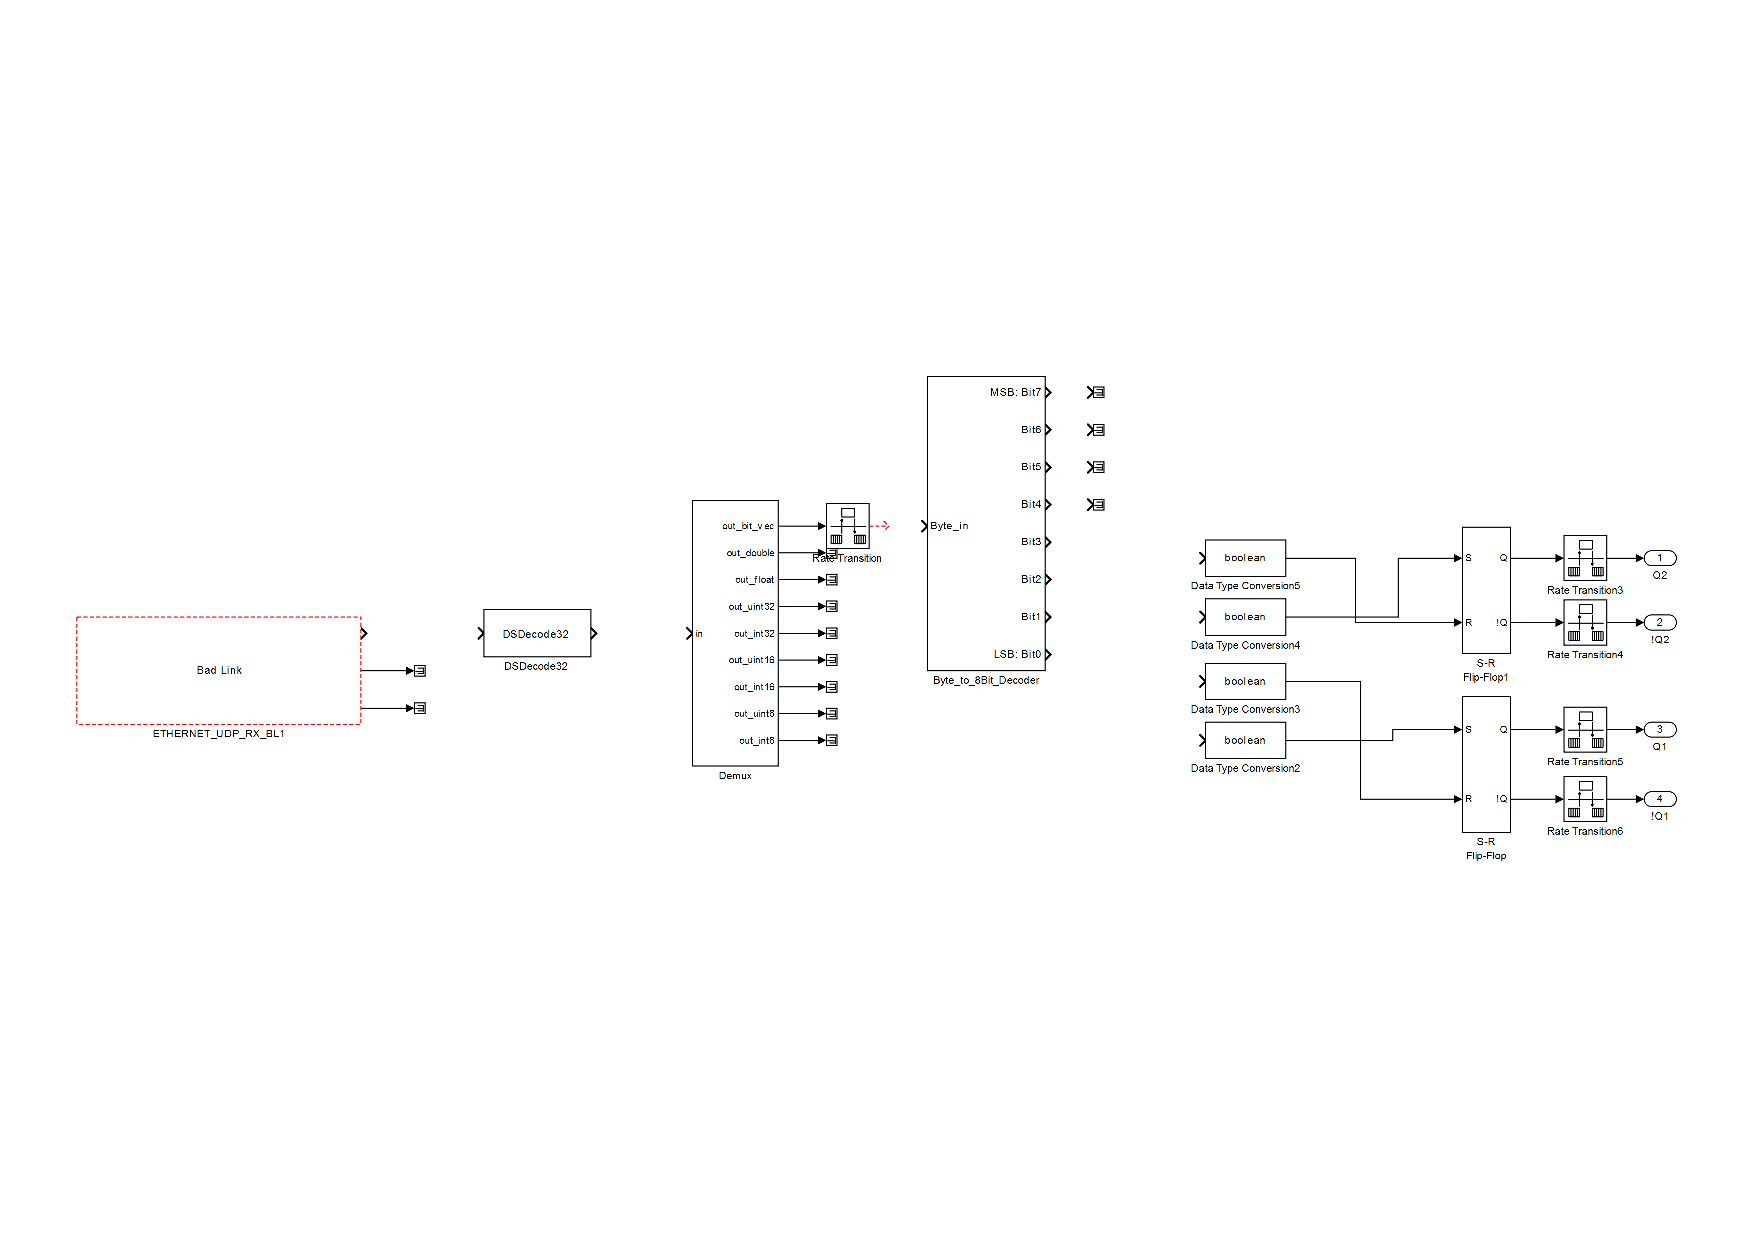 Bad Link
ETHERNET_UDP_RX_BL1
DSDecode32
DSDecode32
in
out_bit_vec
out_double
out_float
out_uint32
out_int32
out_uint16
out_int16
out_uint8
out_int8
Demux
Rate Transition
Byte_in
MSB: Bit7
Bit6
Bit5
Bit4
Bit3
Bit2
Bit1
LSB: Bit0
Byte_to_8Bit_Decoder
boolean
Data Type Conversion5
boolean
Data Type Conversion4
boolean
Data Type Conversion3
boolean
Data Type Conversion2
S Q
R !Q
S-R
Flip-Flop1
S Q
R !Q
S-R
Flip-Flop
Rate Transition3
Rate Transition4
Rate Transition5
Rate Transition6
1
Q2
2
!Q2
3
Q1
4
!Q1